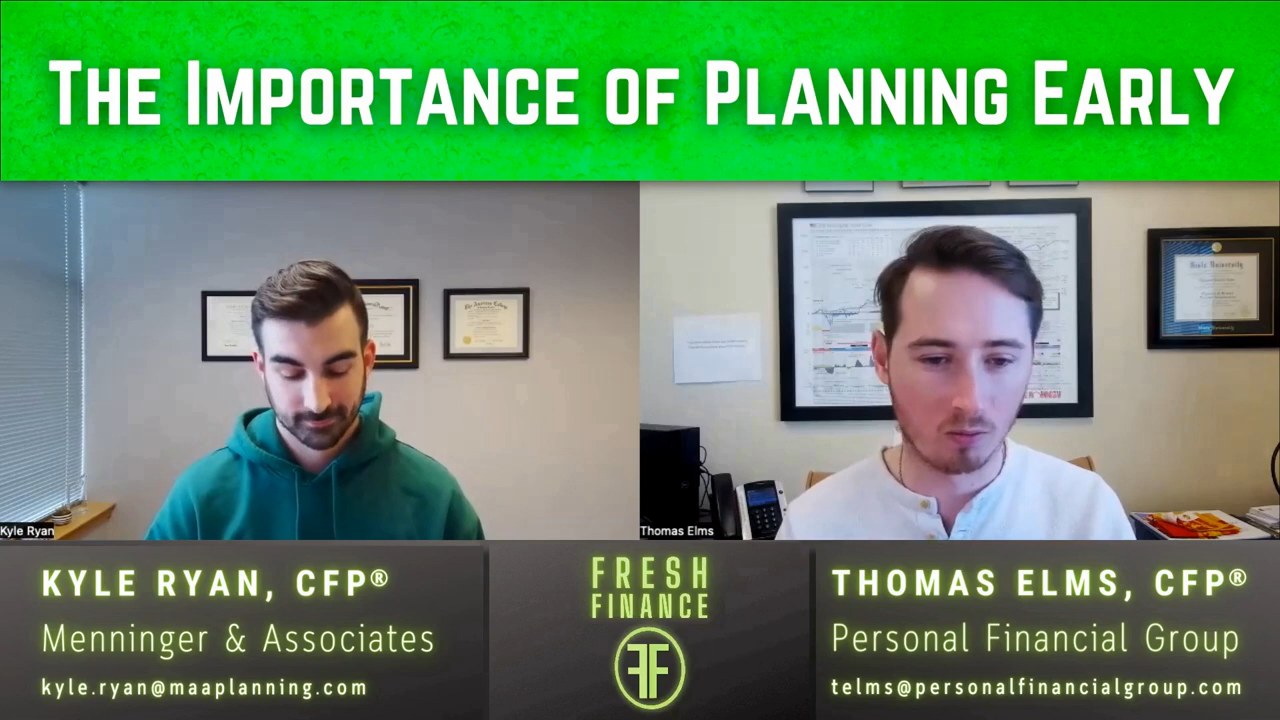 The Importance of Planning Early
Kyle Ryan
Thomas Elms
KYLE RYAN, CFP®
Menninger & Associates
kyle.ryan@maaplanning.com
FRESH
FINANCE
FF
THOMAS ELMS, CFP®
Personal Financial Group
telms@personalfinancialgroup.com